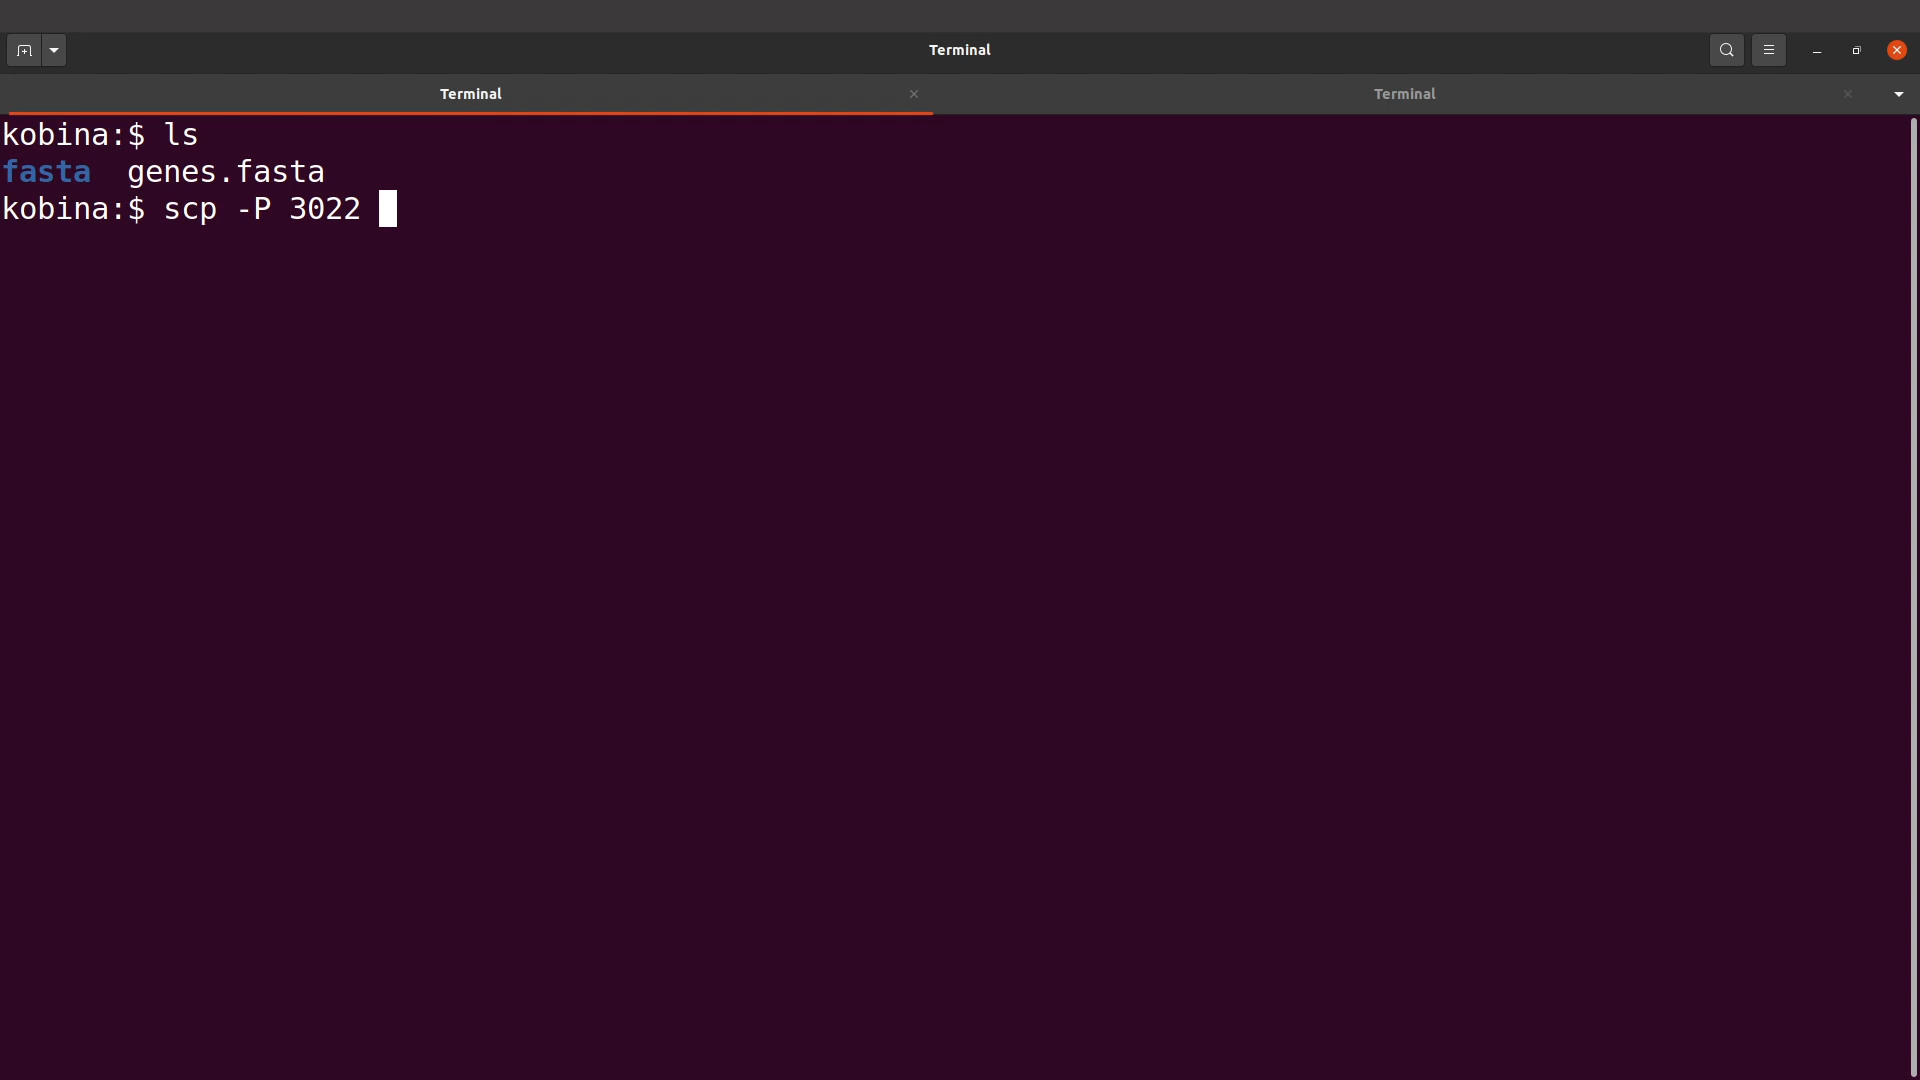 Terminal
Terminal Terminal
kobina:$ ls
fasta genes.fasta
kobina:$ scp -P 3022